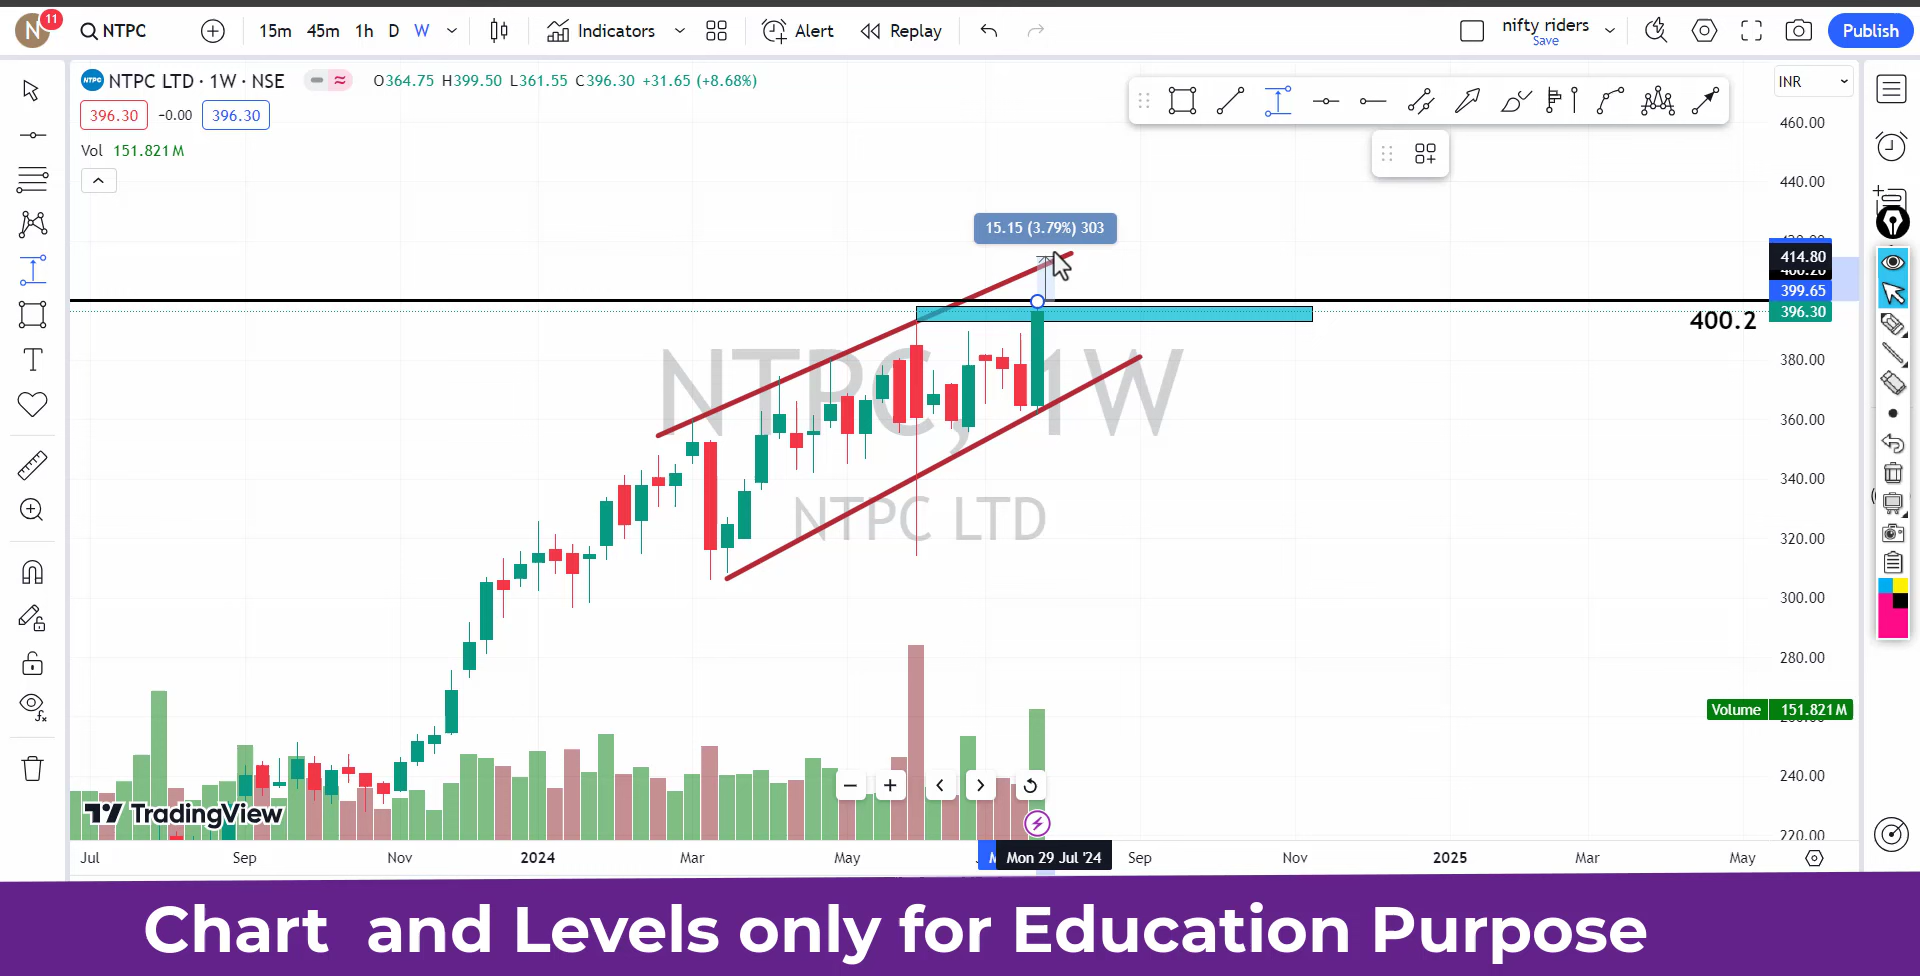 N
11
NTPC
15m 45m 1h D W
Indicators
Alert
Replay
nifty riders
Save
Publish
NTPC LTD · 1W · NSE
O364.75 H399.50 L361.55 C396.30 +31.65 (+8.68%)
396.30 -0.00 396.30
Vol 151.821M
INR
460.00
440.00
15.15 (3.79%) 303
414.80
399.65
396.30
400.2
380.00
360.00
340.00
320.00
300.00
280.00
Volume 151.821M
240.00
220.00
NTPC, 1W
NTPC LTD
TradingView
Jul Sep Nov 2024 Mar May Mon 29 Jul '24 Sep Nov 2025 Mar May
Chart and Levels only for Education Purpose